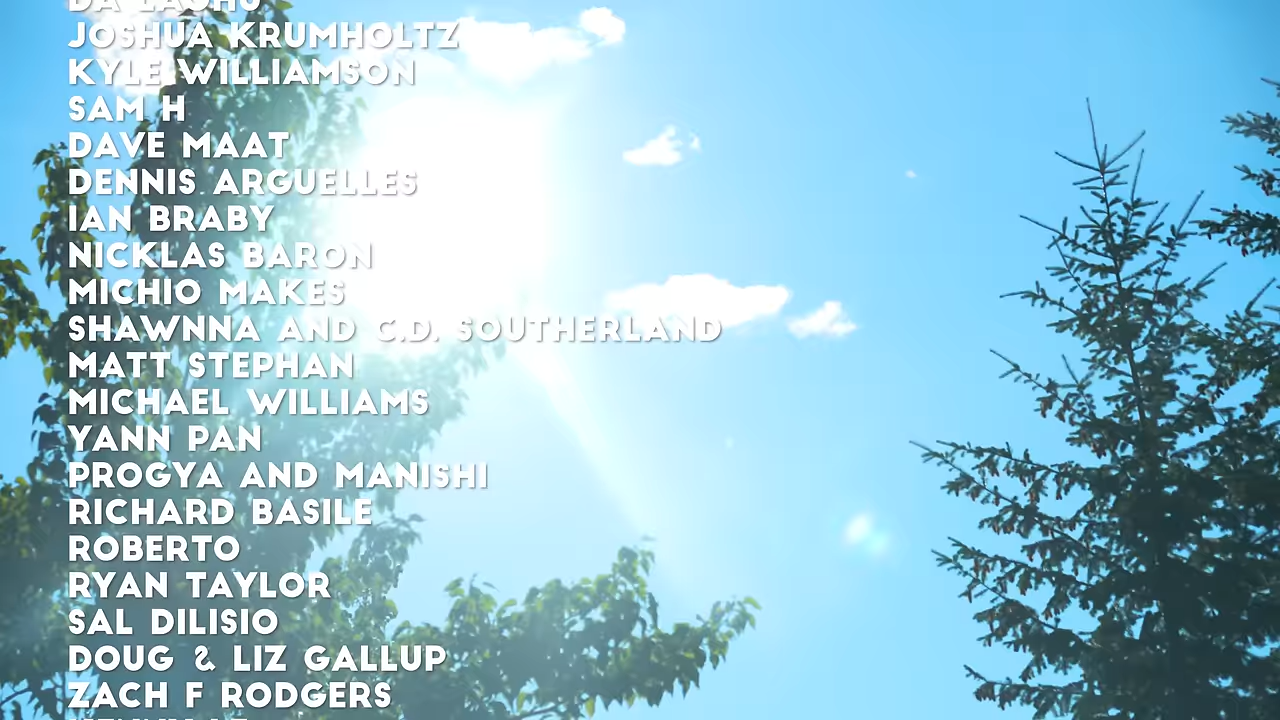 JOSHUA KRUMHOLTZ
KYLE WILLIAMSON
SAM H
DAVE MAAT
DENNIS ARGUELLES
IAN BRABY
NICKLAS BARON
MICHIO MAKES
SHAWNNA AND C.D. SOUTHERLAND
MATT STEPHAN
MICHAEL WILLIAMS
YANN PAN
PROGYA AND MANISHI
RICHARD BASILE
ROBERTO
RYAN TAYLOR
SAL DILISIO
DOUG & LIZ GALLUP
ZACH F RODGERS